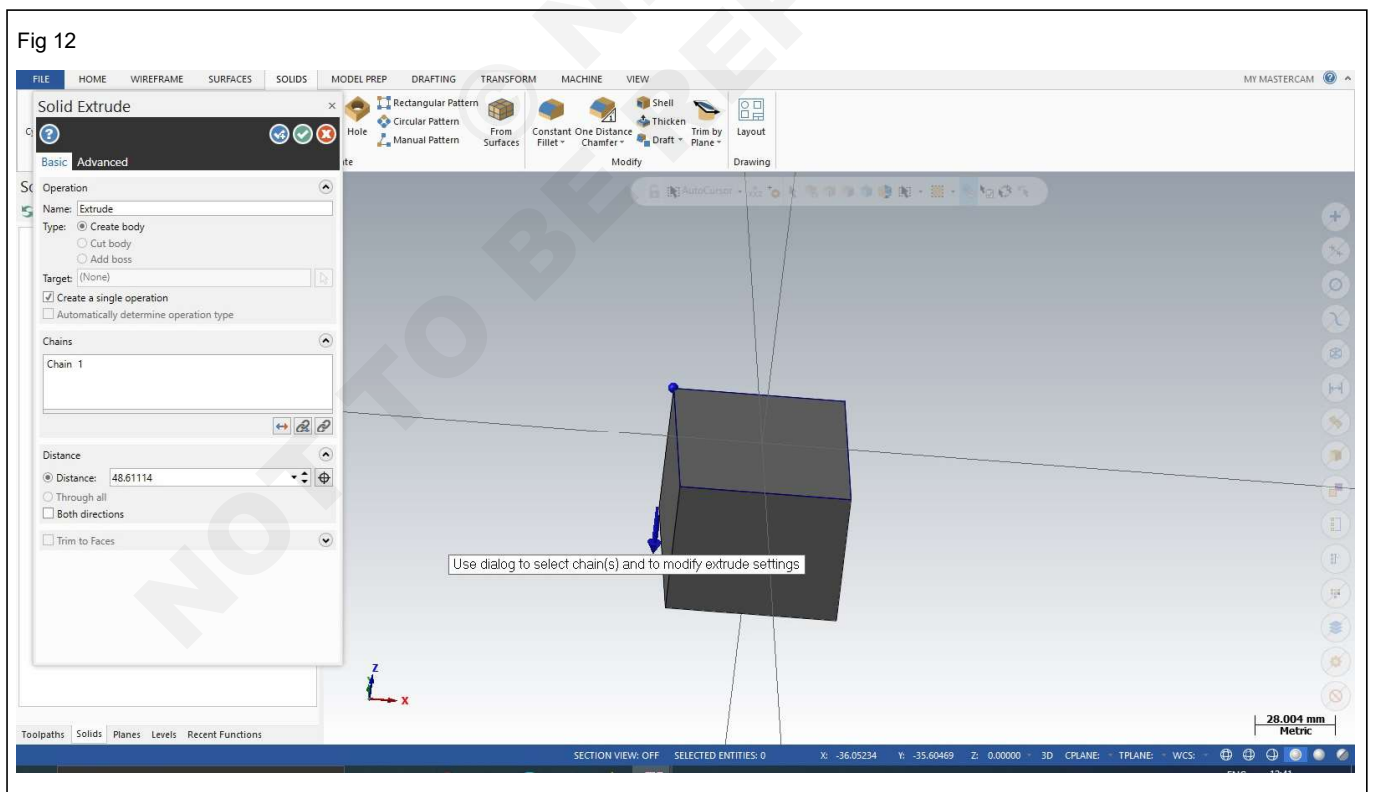 Fig 12
FILE HOME WIREFRAME SURFACES SOLIDS MODEL PREP DRAFTING TRANSFORM MACHINE VIEW MY MASTERCAM
Solid Extrude
Basic Advanced
Hole
Rectangular Pattern
Circular Pattern
Manual Pattern
From Surfaces
Constant Fillet
One Distance Chamfer
Shell
Thicken
Draft
Trim by Plane
Layout
Modify
Drawing
Operation
Name: Extrude
Type: Create body
Cut body
Add boss
Target: (None)
Create a single operation
Automatically determine operation type
Chains
Chain 1
Distance
Distance: 48.61114
Through all
Both directions
Trim to Faces
AutoCursor
Use dialog to select chain(s) and to modify extrude settings
Z
X
28.004 mm
Metric
Toolpaths Solids Planes Levels Recent Functions
SECTION VIEW: OFF SELECTED ENTITIES: 0 X: -36.05234 Y: -35.60469 Z: 0.00000 3D CPLANE: TPLANE: WCS:
NOT TO BE REP